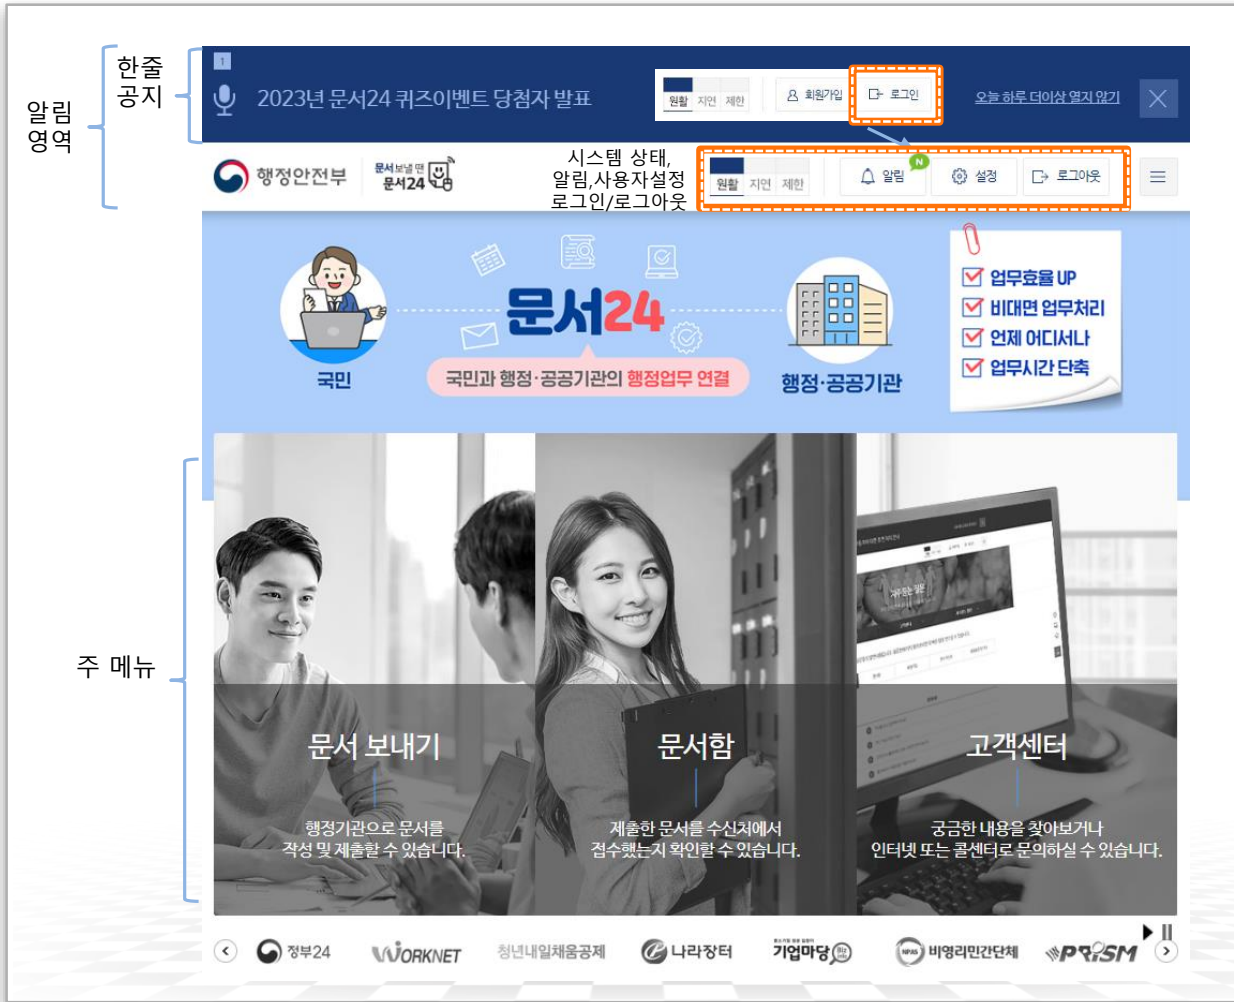 한줄
공지
알림
영역
1
2023년 문서24 퀴즈이벤트 당첨자 발표
원활 지연 제한
회원가입
로그인
오늘 하루 더이상 열지 않기
행정안전부
문서보낼 땐
문서24
시스템 상태,
알림,사용자설정
로그인/로그아웃
원활 지연 제한
알림
N
설정
로그아웃
문서24
국민과 행정·공공기관의 행정업무 연결
국민
행정·공공기관
업무효율 UP
비대면 업무처리
언제 어디서나
업무시간 단축
주 메뉴
자주묻는 질문
문서 보내기
행정기관으로 문서를
작성 및 제출할 수 있습니다.
문서함
제출한 문서를 수신처에서
접수했는지 확인할 수 있습니다.
고객센터
궁금한 내용을 찾아보거나
인터넷 또는 콜센터로 문의하실 수 있습니다.
정부24
WORKNET
청년내일채움공제
나라장터
기업마당
Biz
info
NPAS
비영리민간단체
PRISM